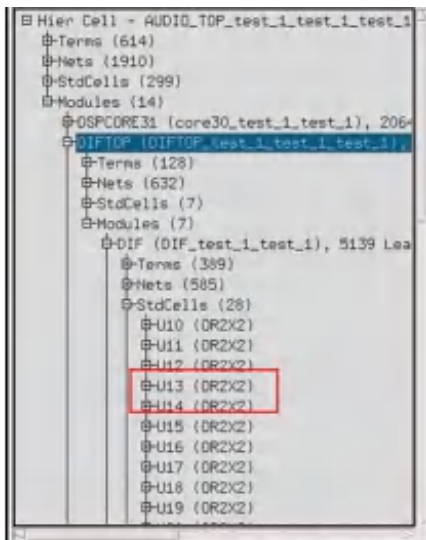 Hier Cell - AUDIO_TOP_test_1_test_1_test_1
Terms (614)
Nets (1910)
StdCells (299)
Modules (14)
DSPCORE31 (core30_test_1_test_1), 206
DIFTOP (DIFTOP_test_1_test_1_test_1),
Terms (128)
Nets (632)
StdCells (7)
Modules (7)
DIF (DIF_test_1_test_1), 5139 Lea
Terms (389)
Nets (585)
StdCells (28)
U10 (OR2X2)
U11 (OR2X2)
U12 (OR2X2)
U13 (OR2X2)
U14 (OR2X2)
U15 (OR2X2)
U16 (OR2X2)
U17 (OR2X2)
U18 (OR2X2)
U19 (OR2X2)